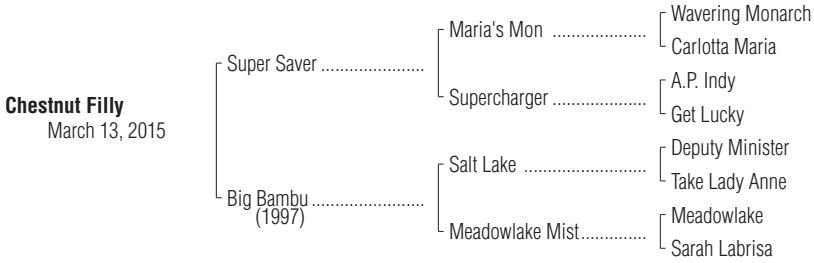 Chestnut Filly
March 13, 2015
Super Saver ......................
Big Bambu ........................
(1997)
Maria's Mon ....................
Supercharger ....................
Salt Lake ..........................
Meadowlake Mist..............
Wavering Monarch
Carlotta Maria
A.P. Indy
Get Lucky
Deputy Minister
Take Lady Anne
Meadowlake
Sarah Labrisa